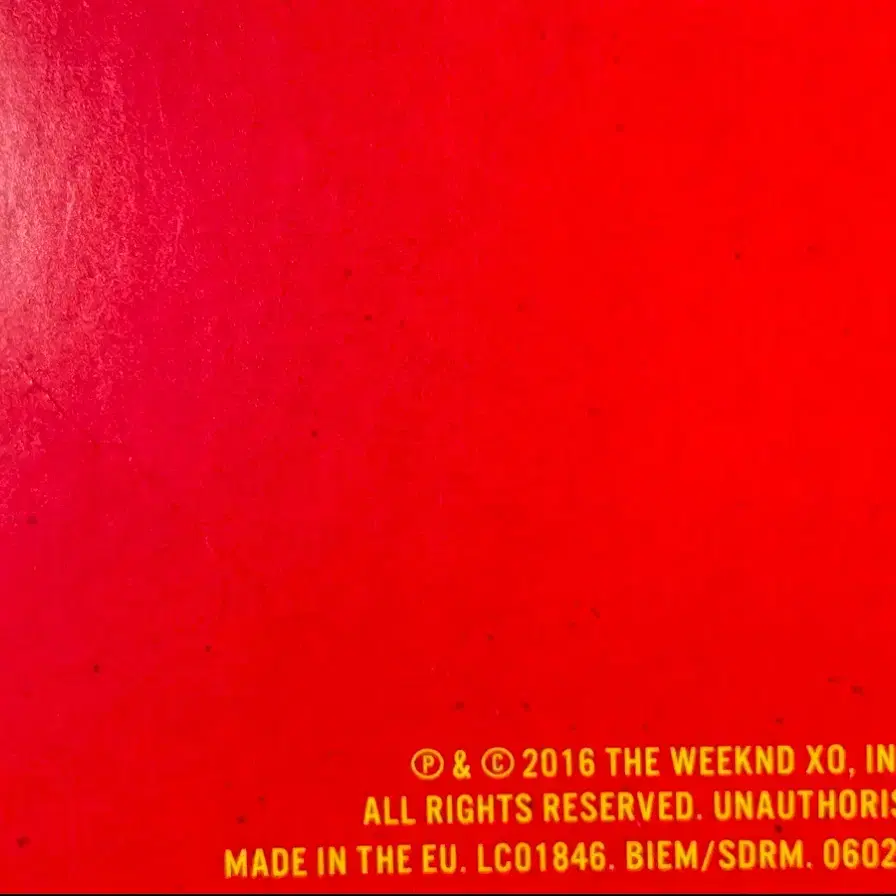 ℗ & © 2016 THE WEEKND XO, IN
ALL RIGHTS RESERVED. UNAUTHORIS
MADE IN THE EU. LC01846. BIEM/SDRM. 0602